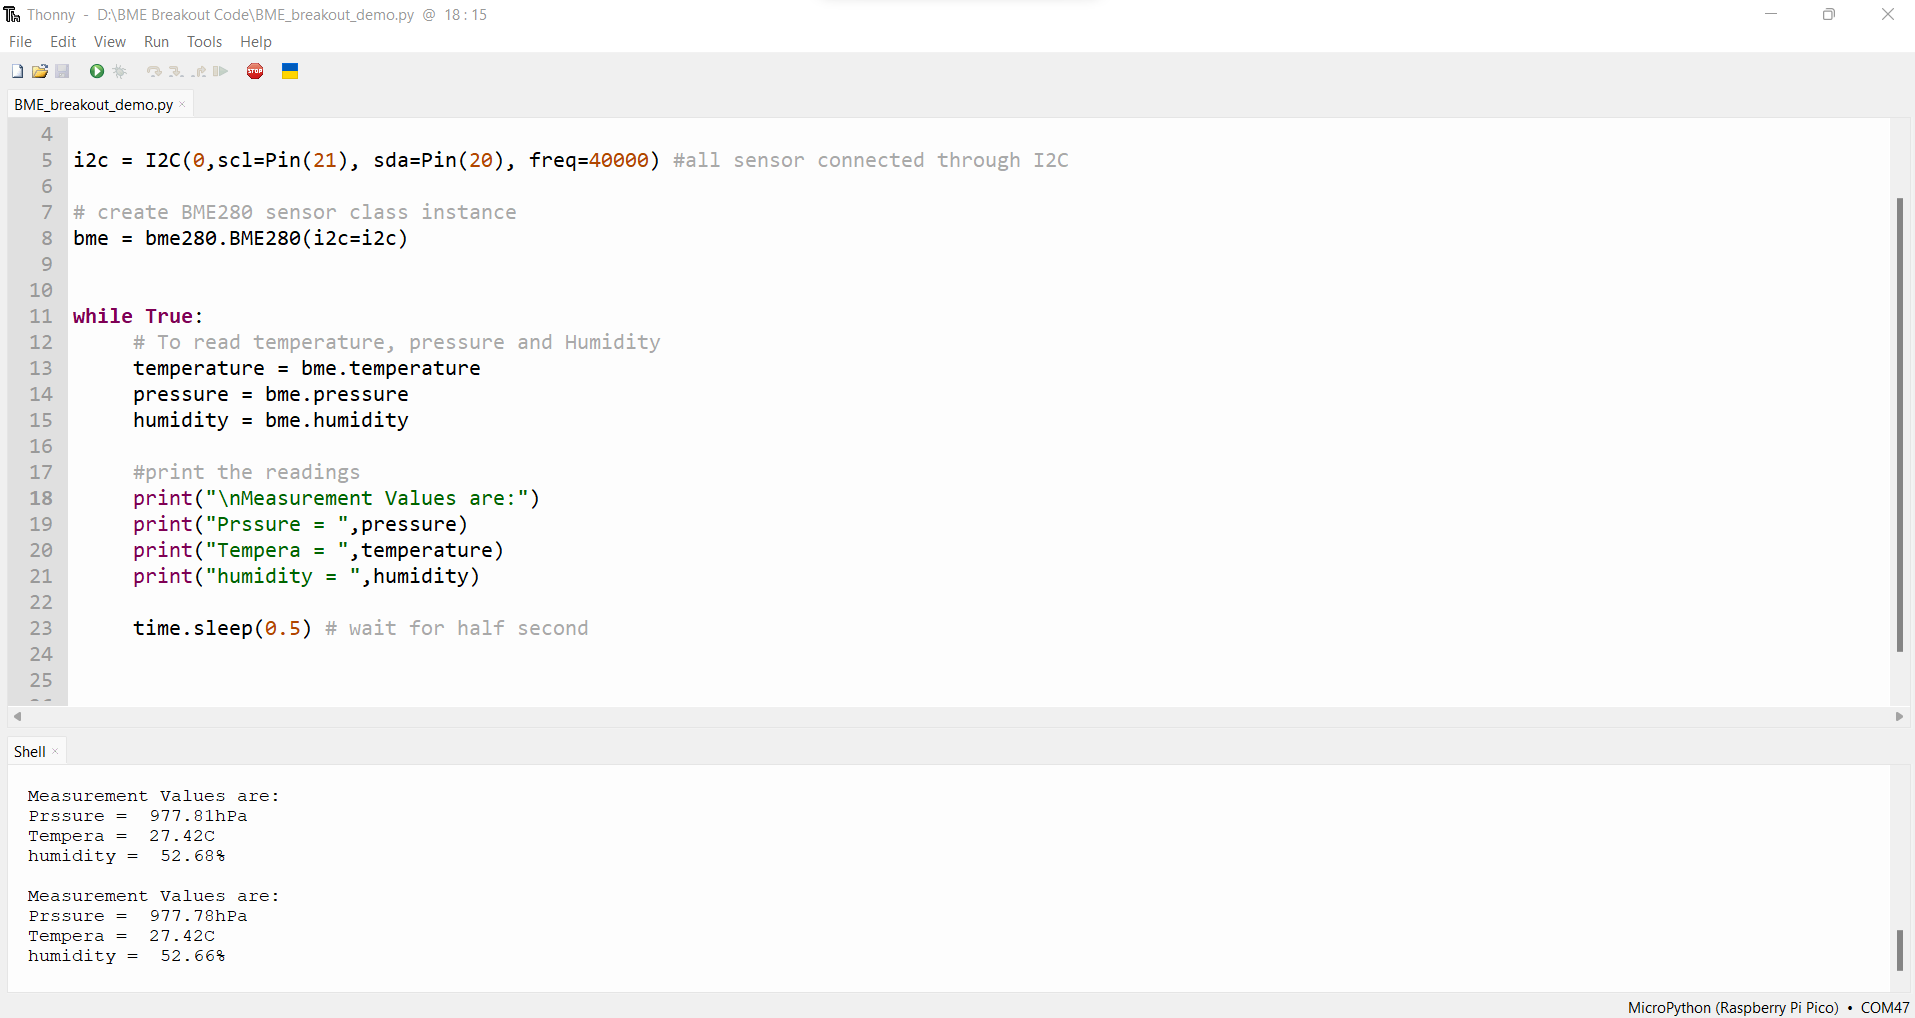 Thonny - D:\BME Breakout Code\BME_breakout_demo.py @ 18 : 15
File Edit View Run Tools Help
STOP
BME_breakout_demo.py
4
5 i2c = I2C(0,scl=Pin(21), sda=Pin(20), freq=40000) #all sensor connected through I2C
6
7 # create BME280 sensor class instance
8 bme = bme280.BME280(i2c=i2c)
9
10
11 while True:
12 # To read temperature, pressure and Humidity
13 temperature = bme.temperature
14 pressure = bme.pressure
15 humidity = bme.humidity
16
17 #print the readings
18 print("\nMeasurement Values are:")
19 print("Prssure = ",pressure)
20 print("Tempera = ",temperature)
21 print("humidity = ",humidity)
22
23 time.sleep(0.5) # wait for half second
24
25
Shell
Measurement Values are:
Prssure = 977.81hPa
Tempera = 27.42C
humidity = 52.68%
Measurement Values are:
Prssure = 977.78hPa
Tempera = 27.42C
humidity = 52.66%
MicroPython (Raspberry Pi Pico) • COM47